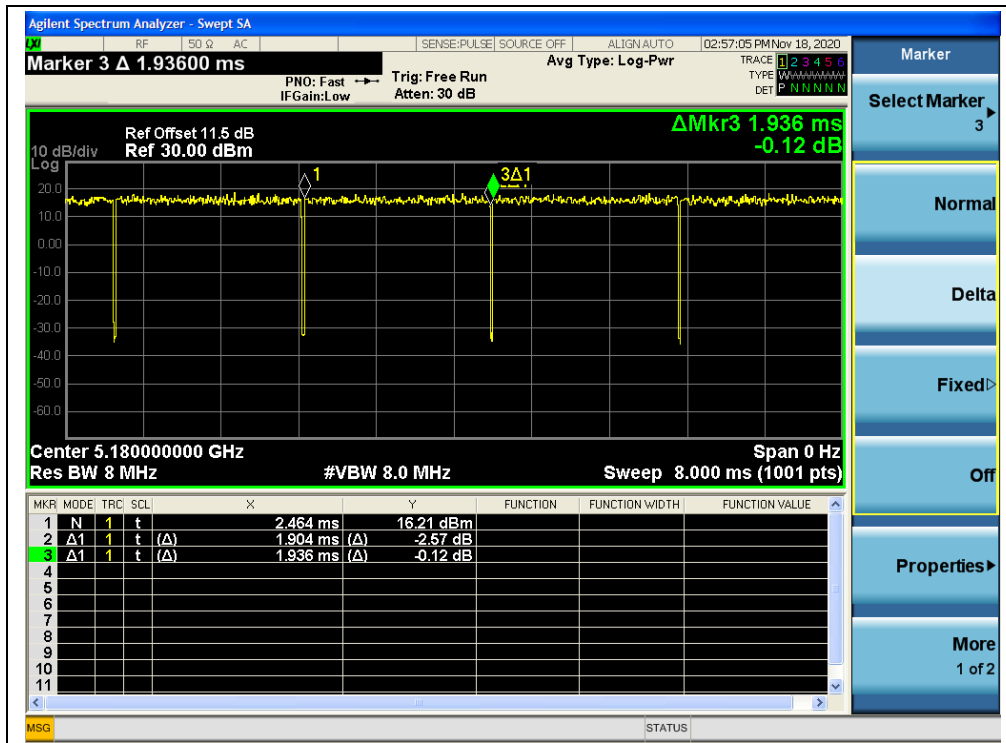 Agilent Spectrum Analyzer - Swept SA
LXI RF 50 Ω AC SENSE:PULSE SOURCE OFF ALIGN AUTO 02:57:05 PM Nov 18, 2020
Marker 3 Δ 1.93600 ms
PNO: Fast
IFGain:Low
Trig: Free Run
Atten: 30 dB
Avg Type: Log-Pwr
TRACE 1 2 3 4 5 6
TYPE
DET P N N N N N
ΔMkr3 1.936 ms
-0.12 dB
Ref Offset 11.5 dB
10 dB/div Ref 30.00 dBm
Log
1
3Δ1
20.0
10.0
0.00
-10.0
-20.0
-30.0
-40.0
-50.0
-60.0
Center 5.180000000 GHz Span 0 Hz
Res BW 8 MHz #VBW 8.0 MHz Sweep 8.000 ms (1001 pts)
MKR MODE TRC SCL X Y FUNCTION FUNCTION WIDTH FUNCTION VALUE
1 N 1 t 2.464 ms 16.21 dBm
2 Δ1 1 t (Δ) 1.904 ms (Δ) -2.57 dB
3 Δ1 1 t (Δ) 1.936 ms (Δ) -0.12 dB
4
5
6
7
8
9
10
11
MSG STATUS
Marker
Select Marker
3
Normal
Delta
Fixed
Off
Properties
More
1 of 2